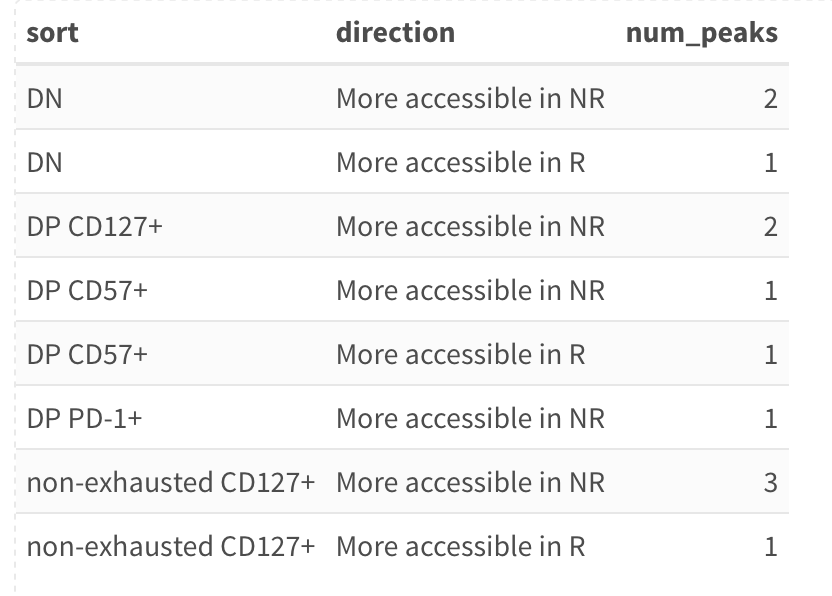 sort direction num_peaks
DN More accessible in NR 2
DN More accessible in R 1
DP CD127+ More accessible in NR 2
DP CD57+ More accessible in NR 1
DP CD57+ More accessible in R 1
DP PD-1+ More accessible in NR 1
non-exhausted CD127+ More accessible in NR 3
non-exhausted CD127+ More accessible in R 1